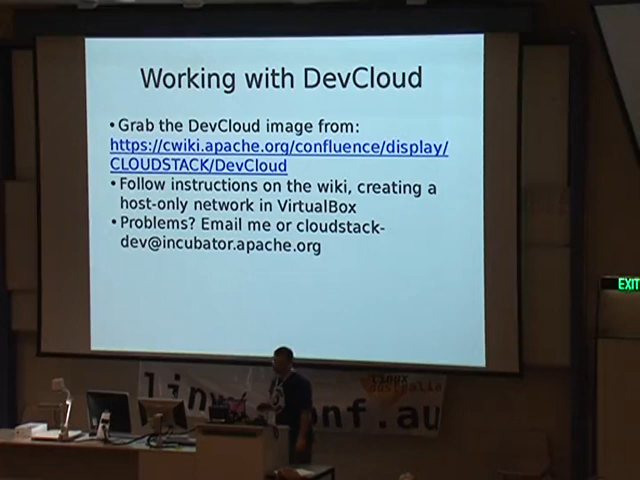 Working with DevCloud
• Grab the DevCloud image from:
https://cwiki.apache.org/confluence/display/
CLOUDSTACK/DevCloud
• Follow instructions on the wiki, creating a
host-only network in VirtualBox
• Problems? Email me or cloudstack-
dev@incubator.apache.org
EXIT
linux
australia
onf.au